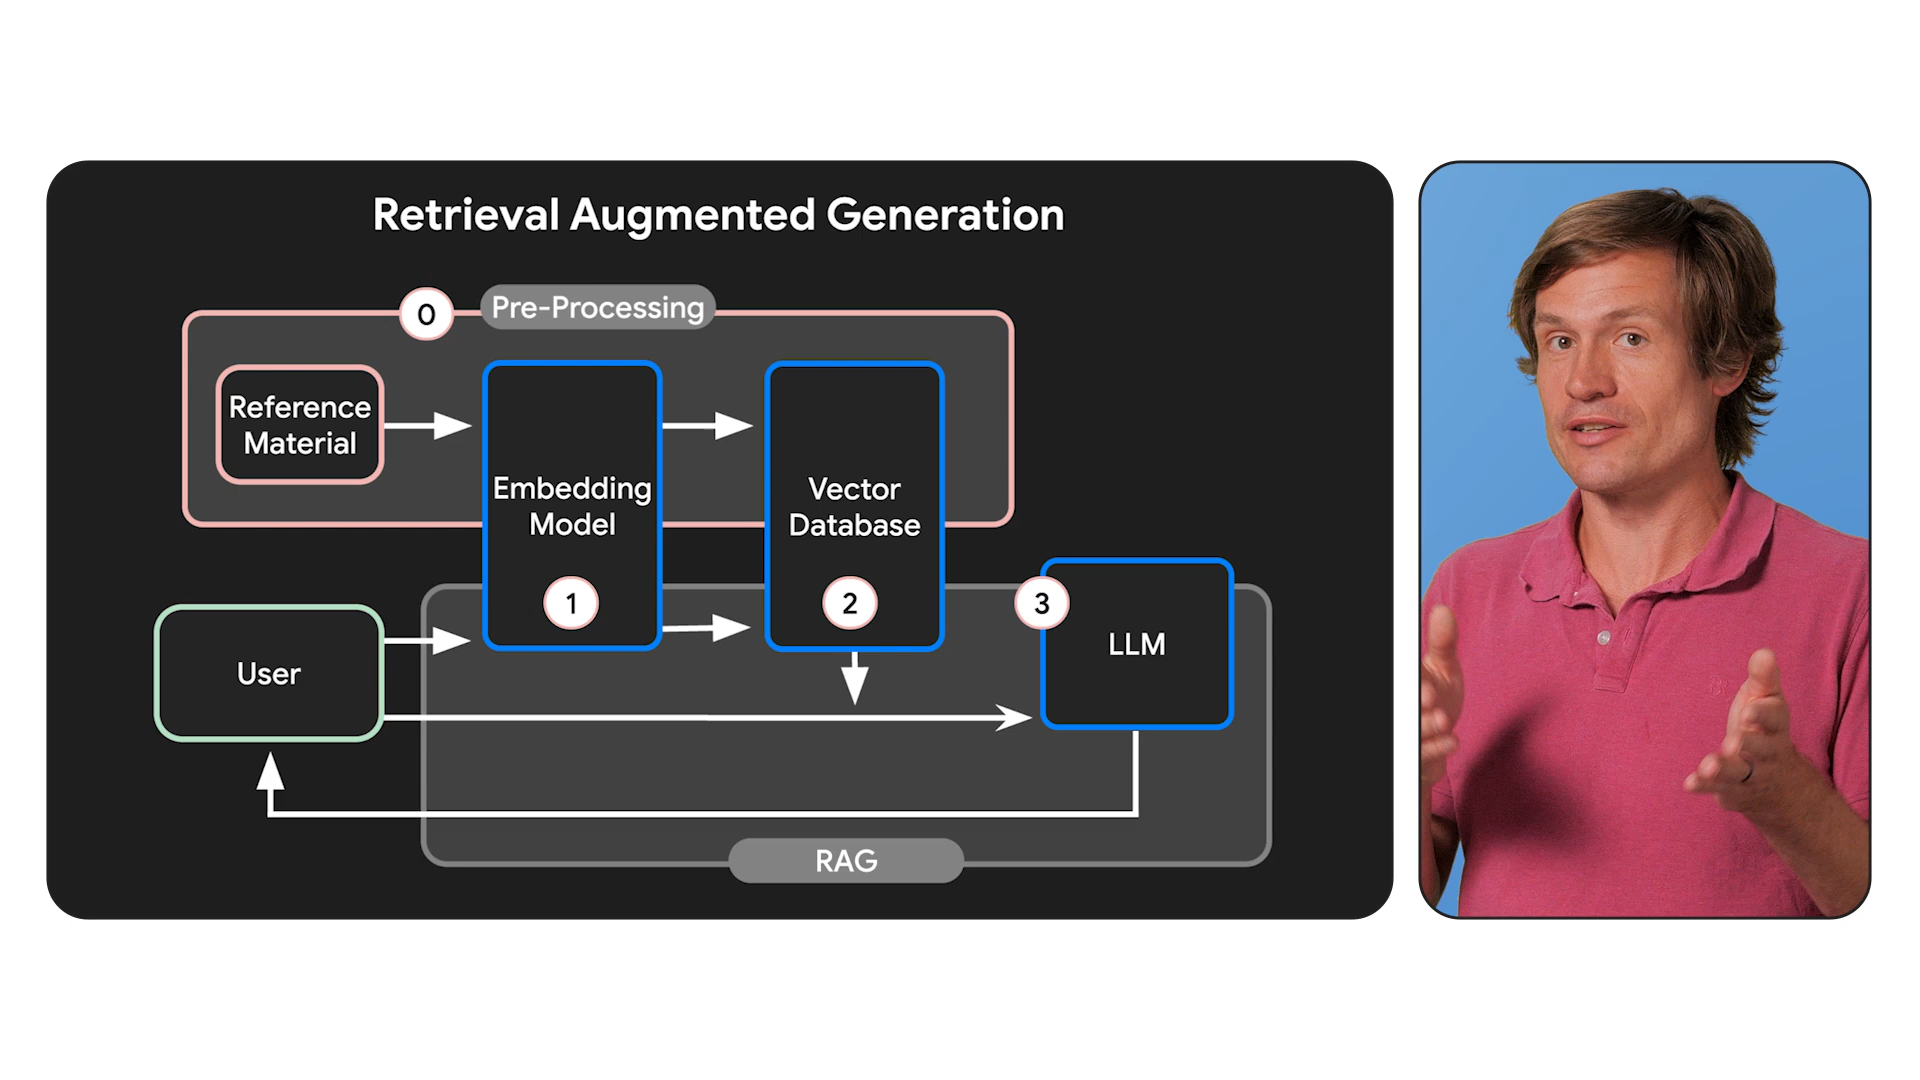 Retrieval Augmented Generation
0
Pre-Processing
Reference
Material
Embedding
Model
1
Vector
Database
2
3
LLM
User
RAG